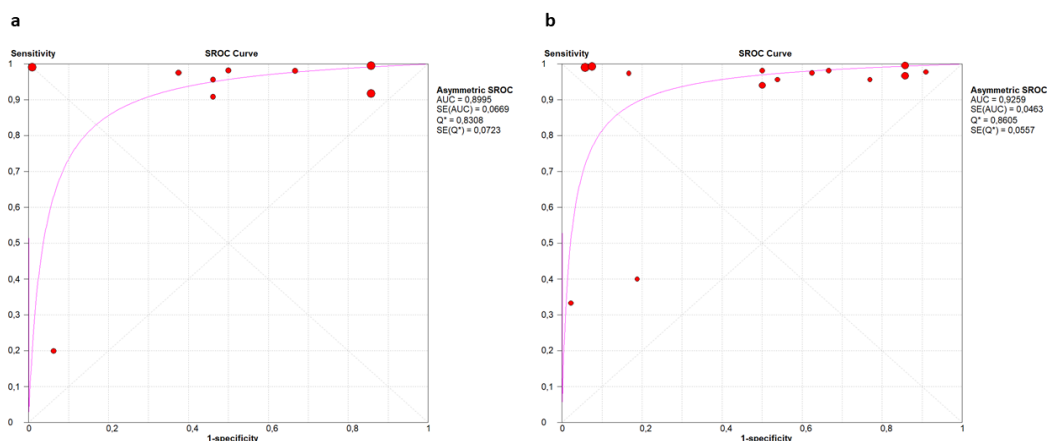 a
Sensitivity
SROC Curve
1
0,9
0,8
0,7
0,6
0,5
0,4
0,3
0,2
0,1
0
0
0,2
0,4
0,6
0,8
1
1-specificity
Asymmetric SROC
AUC = 0,8995
SE(AUC) = 0,0669
Q* = 0,8308
SE(Q*) = 0,0723
b
Sensitivity
SROC Curve
1
0,9
0,8
0,7
0,6
0,5
0,4
0,3
0,2
0,1
0
0
0,2
0,4
0,6
0,8
1
1-specificity
Asymmetric SROC
AUC = 0,9259
SE(AUC) = 0,0463
Q* = 0,8605
SE(Q*) = 0,0557